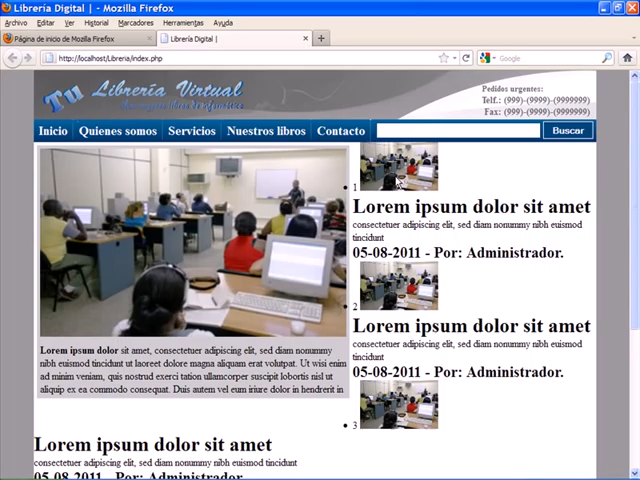 Librería Digital | - Mozilla Firefox
Archivo Editar Ver Historial Marcadores Herramientas Ayuda
Página de inicio de Mozilla Firefox
Librería Digital |
http://localhost/Libreria/index.php
Google
Tu Librería Virtual
Pedidos urgentes:
Telf.: (999)-(9999)-(9999999)
Fax: (999)-(9999)-(9999999)
Inicio Quienes somos Servicios Nuestros libros Contacto Buscar
Lorem ipsum dolor sit amet, consectetuer adipiscing elit, sed diam nonummy
nibh euismod tincidunt ut laoreet dolore magna aliquam erat volutpat. Ut wisi enim
ad minim veniam, quis nostrud exerci tation ullamcorper suscipit lobortis nisl ut
aliquip ex ea commodo consequat. Duis autem vel eum iriure dolor in hendrerit in
1
Lorem ipsum dolor sit amet
consectetuer adipiscing elit, sed diam nonummy nibh euismod
tincidunt
05-08-2011 - Por: Administrador.
2
Lorem ipsum dolor sit amet
consectetuer adipiscing elit, sed diam nonummy nibh euismod
tincidunt
05-08-2011 - Por: Administrador.
3
Lorem ipsum dolor sit amet
consectetuer adipiscing elit, sed diam nonummy nibh euismod tincidunt
05-08-2011 - Por: Administrador.